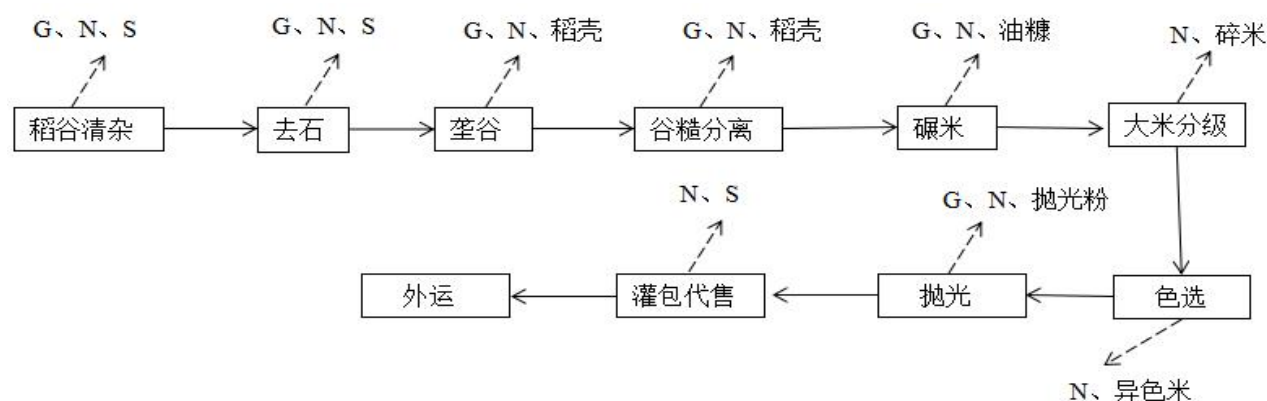 G、N、S
G、N、S
G、N、稻壳
G、N、稻壳
G、N、油糠
N、碎米
稻谷清杂
去石
砻谷
谷糙分离
碾米
大米分级
N、S
G、N、抛光粉
外运
灌包代售
抛光
色选
N、异色米